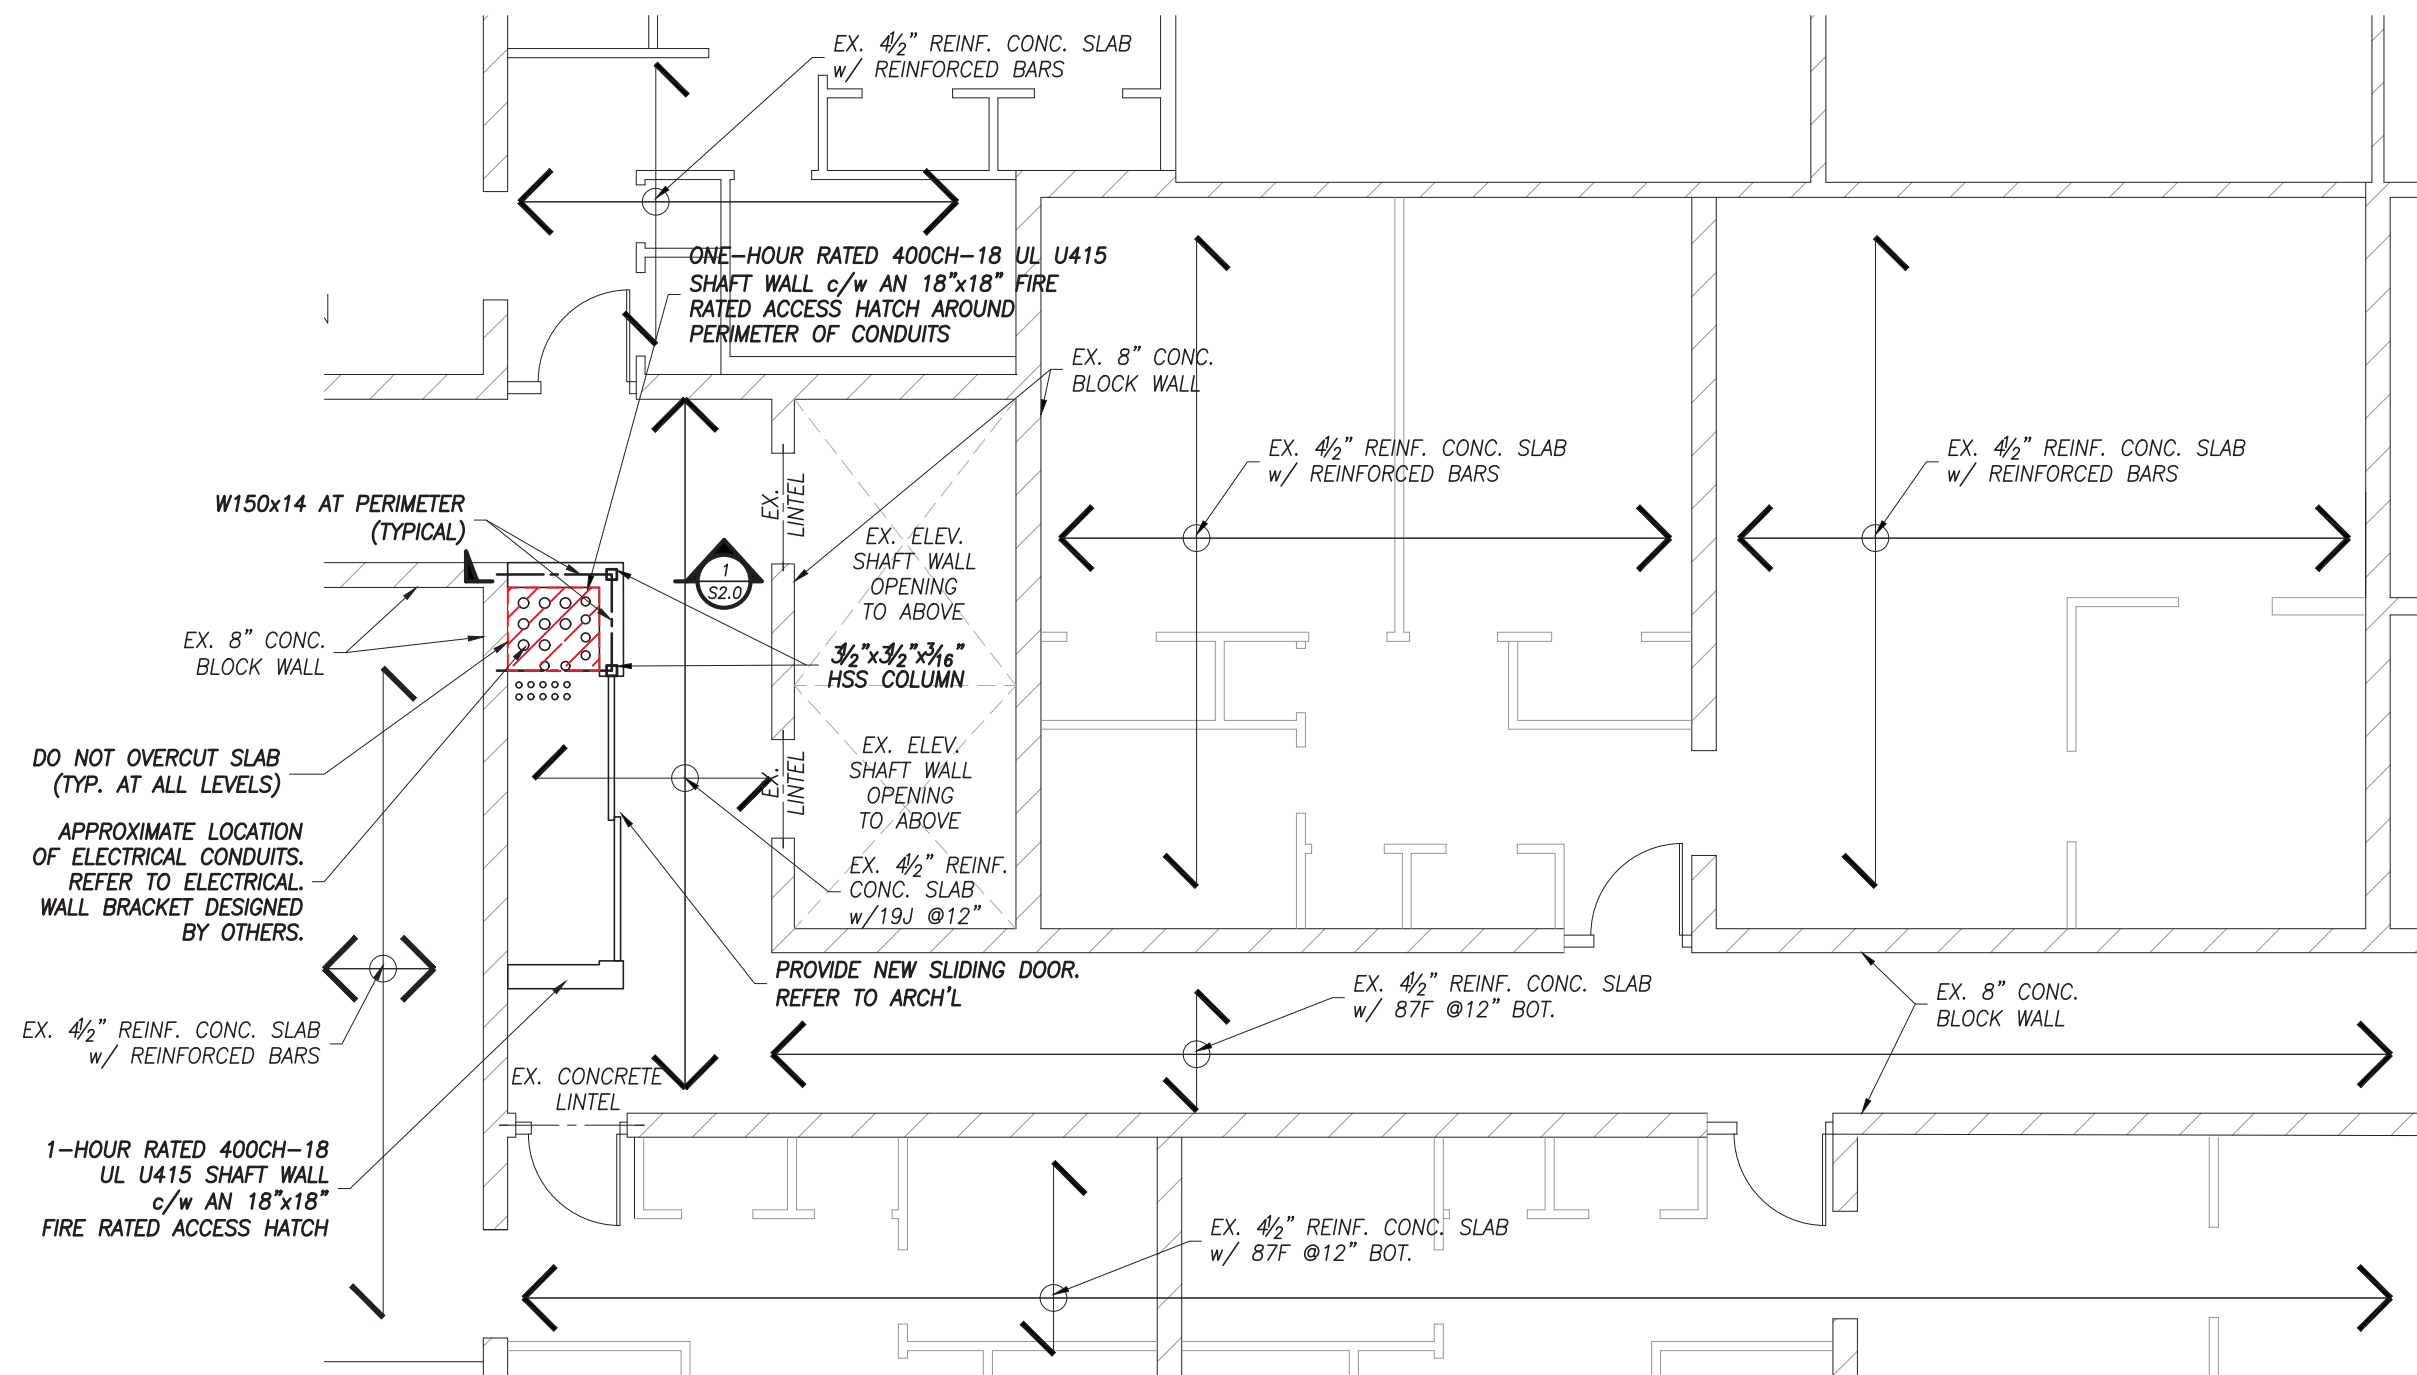 EX. 4½" REINF. CONC. SLAB
w/ REINFORCED BARS
ONE-HOUR RATED 400CH-18 UL U415
SHAFT WALL c/w AN 18"x18" FIRE
RATED ACCESS HATCH AROUND
PERIMETER OF CONDUITS
EX. 8" CONC.
BLOCK WALL
EX. 4½" REINF. CONC. SLAB
w/ REINFORCED BARS
EX. 4½" REINF. CONC. SLAB
w/ REINFORCED BARS
W150x14 AT PERIMETER
(TYPICAL)
EX.
LINTEL
EX. ELEV.
SHAFT WALL
OPENING
TO ABOVE
1
S2.0
EX. 8" CONC.
BLOCK WALL
3½"x3½"x3⁄16"
HSS COLUMN
DO NOT OVERCUT SLAB
(TYP. AT ALL LEVELS)
EX.
LINTEL
EX. ELEV.
SHAFT WALL
OPENING
TO ABOVE
APPROXIMATE LOCATION
OF ELECTRICAL CONDUITS.
REFER TO ELECTRICAL.
WALL BRACKET DESIGNED
BY OTHERS.
EX. 4½" REINF.
CONC. SLAB
w/19J @12"
PROVIDE NEW SLIDING DOOR.
REFER TO ARCH'L
EX. 4½" REINF. CONC. SLAB
w/ 87F @12" BOT.
EX. 8" CONC.
BLOCK WALL
EX. 4½" REINF. CONC. SLAB
w/ REINFORCED BARS
EX. CONCRETE
LINTEL
1-HOUR RATED 400CH-18
UL U415 SHAFT WALL
c/w AN 18"x18"
FIRE RATED ACCESS HATCH
EX. 4½" REINF. CONC. SLAB
w/ 87F @12" BOT.